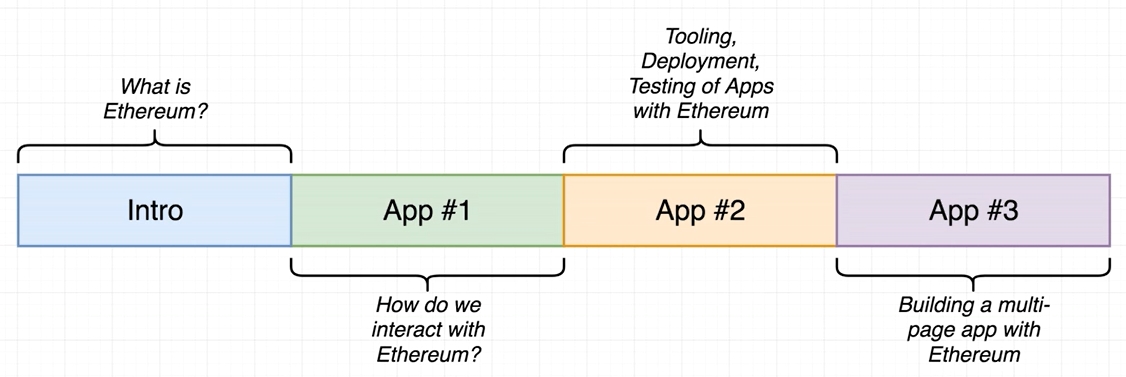 Tooling,
Deployment,
Testing of Apps
with Ethereum
What is
Ethereum?
Intro
App #1
App #2
App #3
How do we
interact with
Ethereum?
Building a multi-
page app with
Ethereum